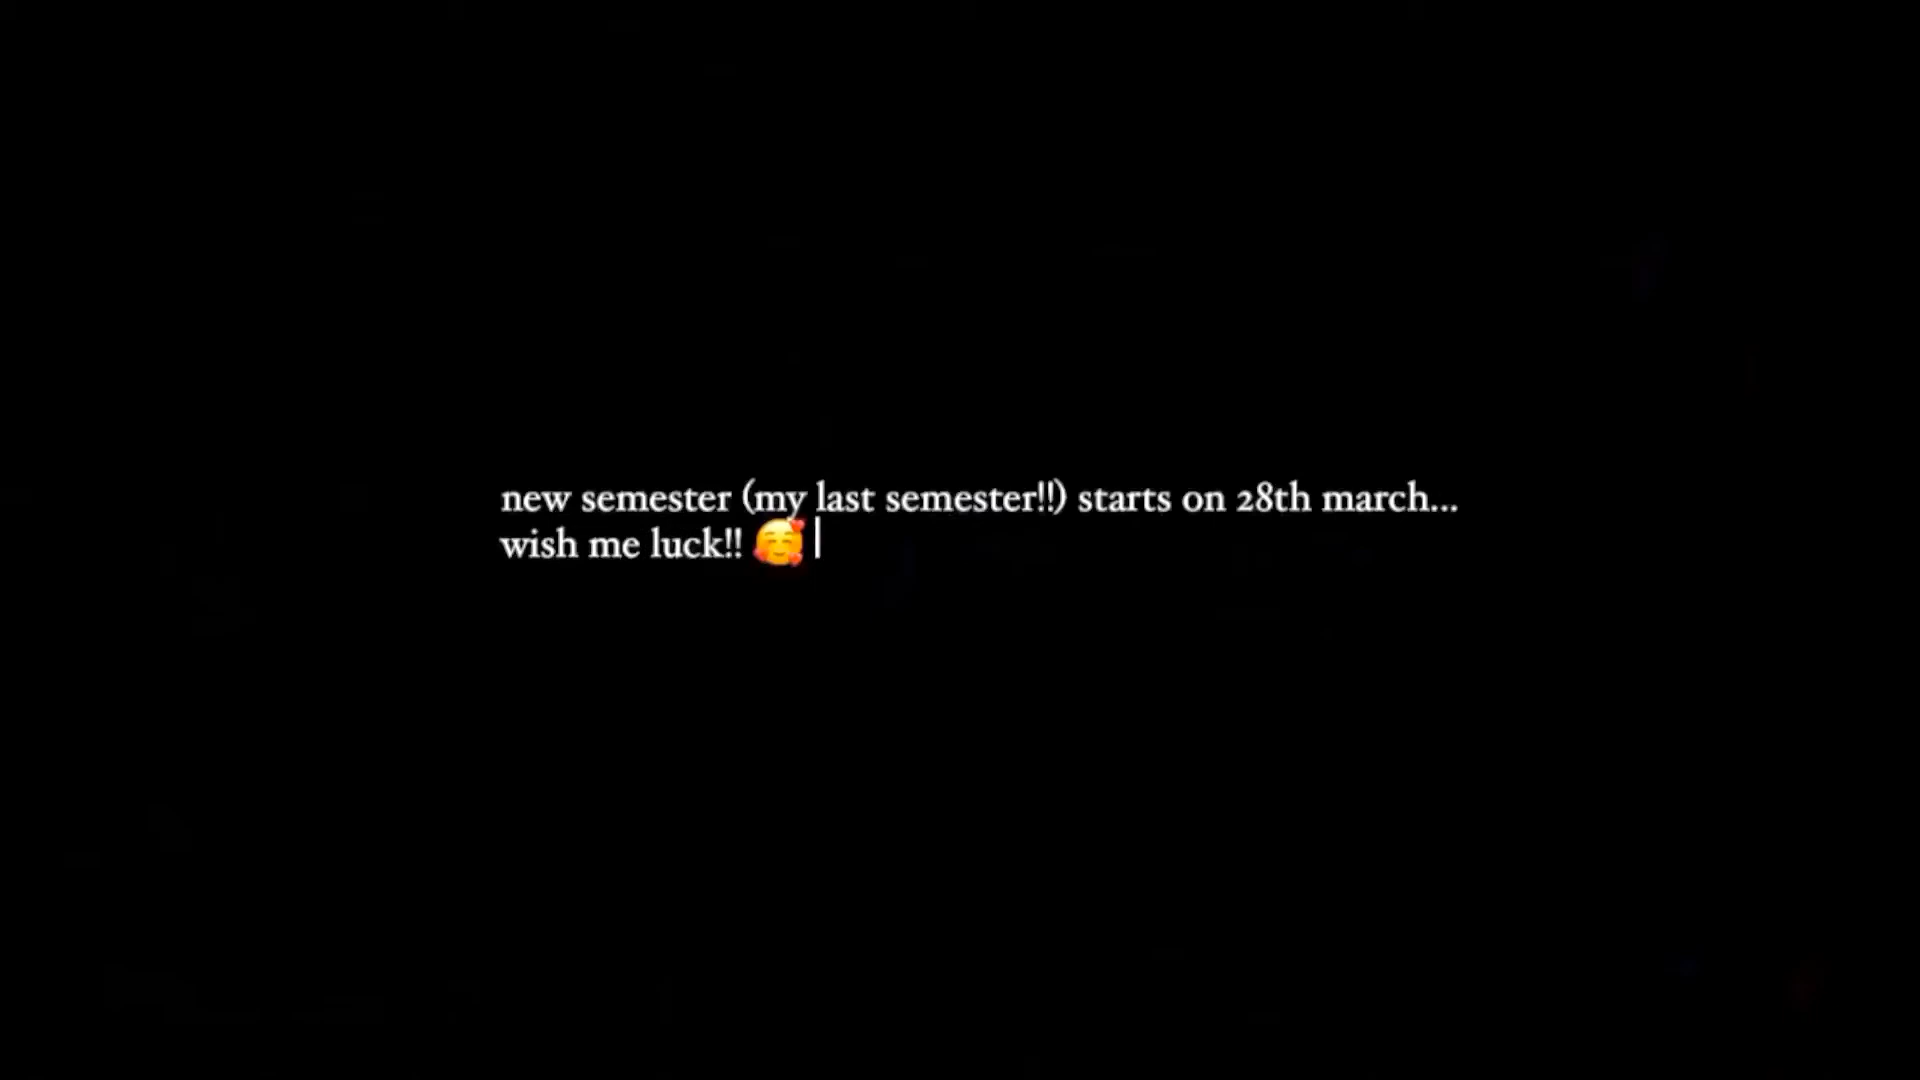 new semester (my last semester!!) starts on 28th march...
wish me luck!! 🥰